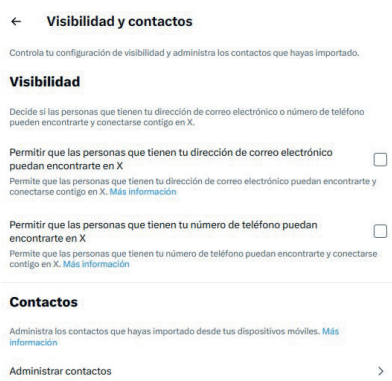 Visibilidad y contactos
Controla tu configuración de visibilidad y administra los contactos que hayas importado.
Visibilidad
Decide si las personas que tienen tu dirección de correo electrónico o número de teléfono
pueden encontrarte y conectarse contigo en X.
Permitir que las personas que tienen tu dirección de correo electrónico
puedan encontrarte en X
Permite que las personas que tienen tu dirección de correo electrónico puedan encontrarte y
conectarse contigo en X. Más información
Permitir que las personas que tienen tu número de teléfono puedan
encontrarte en X
Permite que las personas que tienen tu número de teléfono puedan encontrarte y conectarse
contigo en X. Más información
Contactos
Administra los contactos que hayas importado desde tus dispositivos móviles. Más
información
Administrar contactos